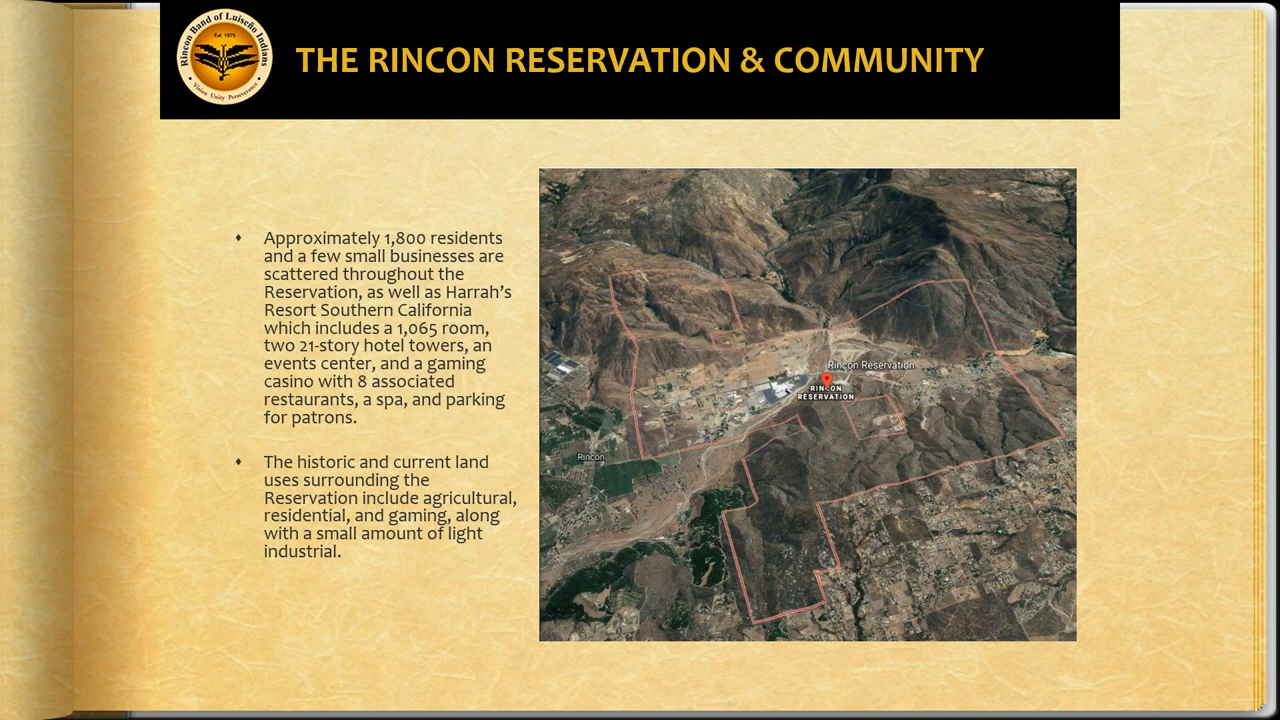 Rincon Band of Luiseño Indians
Est. 1875
Vision Unity Perseverance
THE RINCON RESERVATION & COMMUNITY
Approximately 1,800 residents
and a few small businesses are
scattered throughout the
Reservation, as well as Harrah’s
Resort Southern California
which includes a 1,065 room,
two 21-story hotel towers, an
events center, and a gaming
casino with 8 associated
restaurants, a spa, and parking
for patrons.
The historic and current land
uses surrounding the
Reservation include agricultural,
residential, and gaming, along
with a small amount of light
industrial.
Rincon Reservation
RINCON
RESERVATION
Rincon